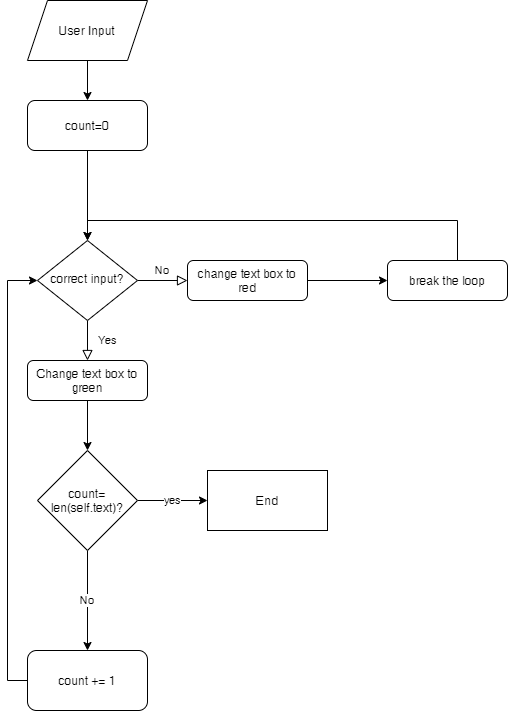 User Input
count=0
correct input?
No
change text box to
red
break the loop
Yes
Change text box to
green
count=
len(self.text)?
yes
End
No
count += 1